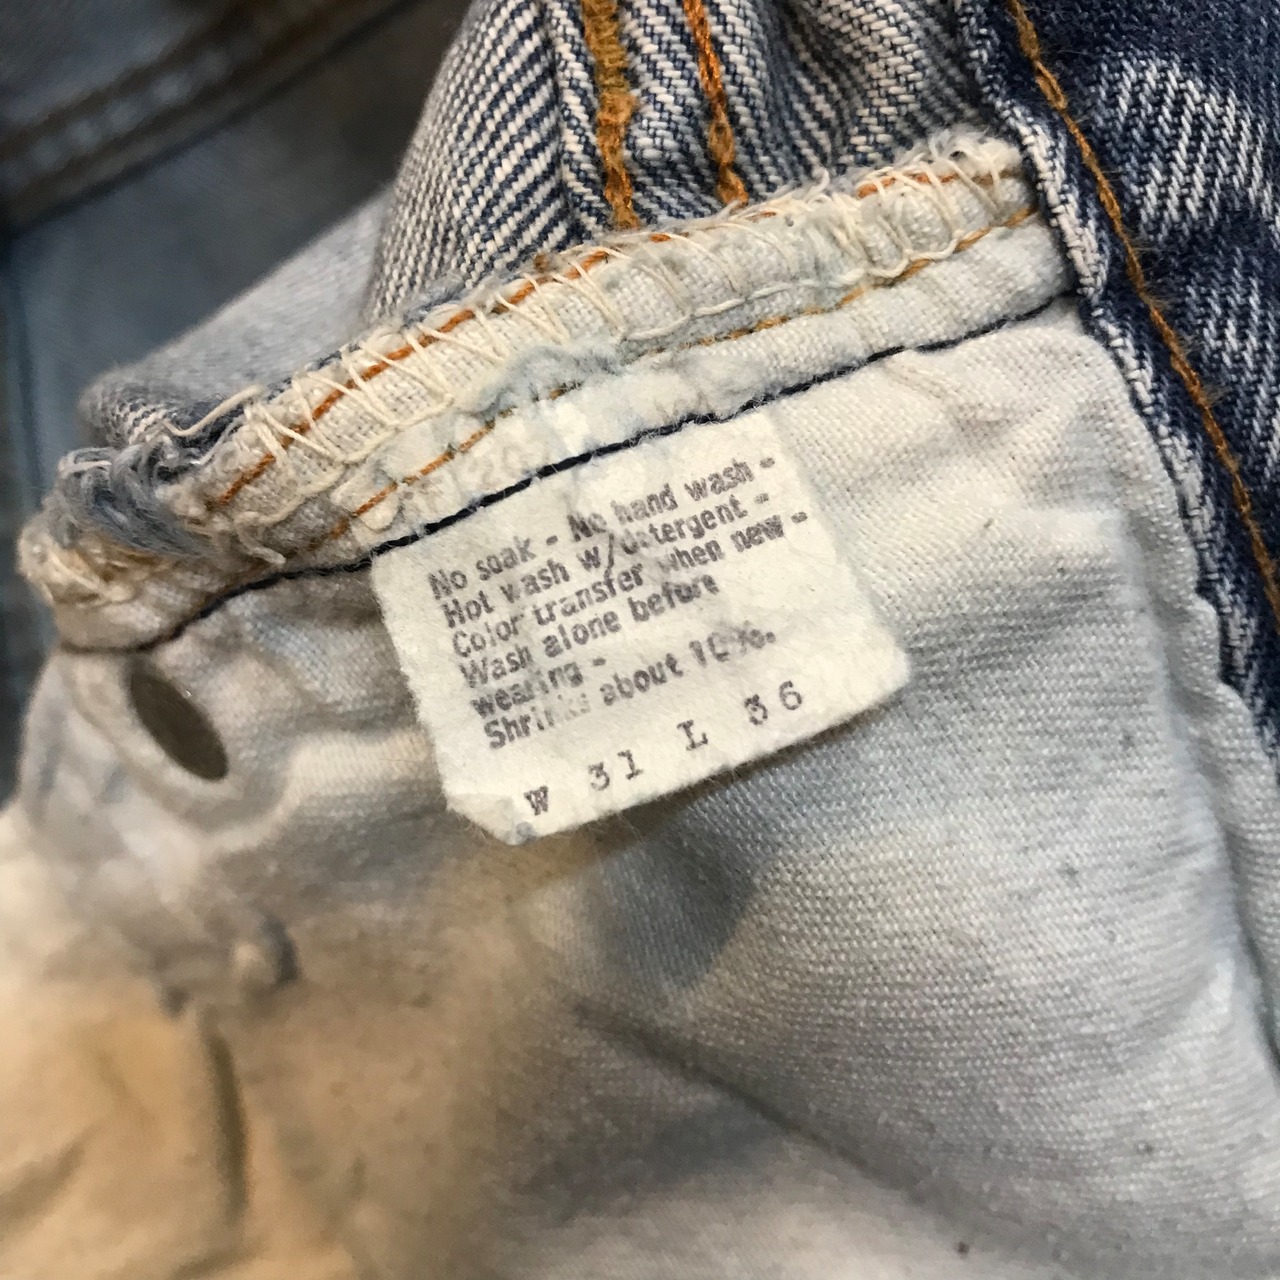 No soak - No hand wash -
Hot wash w/detergent -
Color transfer when new -
Wash alone before
wearing -
Shrinks about 10%.
W 31 L 36